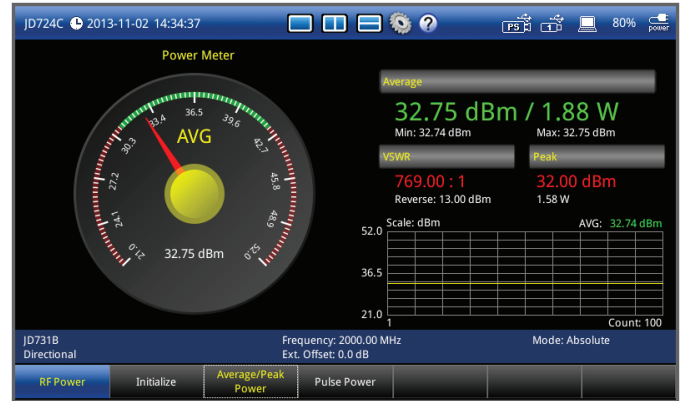 JD724C 2013-11-02 14:34:37 ? PS 1 80% power
Power Meter
AVG
21.0 24.1 27.2 30.3 33.4 36.5 39.6 42.7 45.8 48.9 52.0
32.75 dBm
Average
32.75 dBm / 1.88 W
Min: 32.74 dBm Max: 32.75 dBm
VSWR Peak
769.00 : 1 32.00 dBm
Reverse: 13.00 dBm 1.58 W
Scale: dBm AVG: 32.74 dBm
52.0
36.5
21.0
1 Count: 100
JD731B Frequency: 2000.00 MHz Mode: Absolute
Directional Ext. Offset: 0.0 dB
RF Power Initialize Average/Peak Power Pulse Power